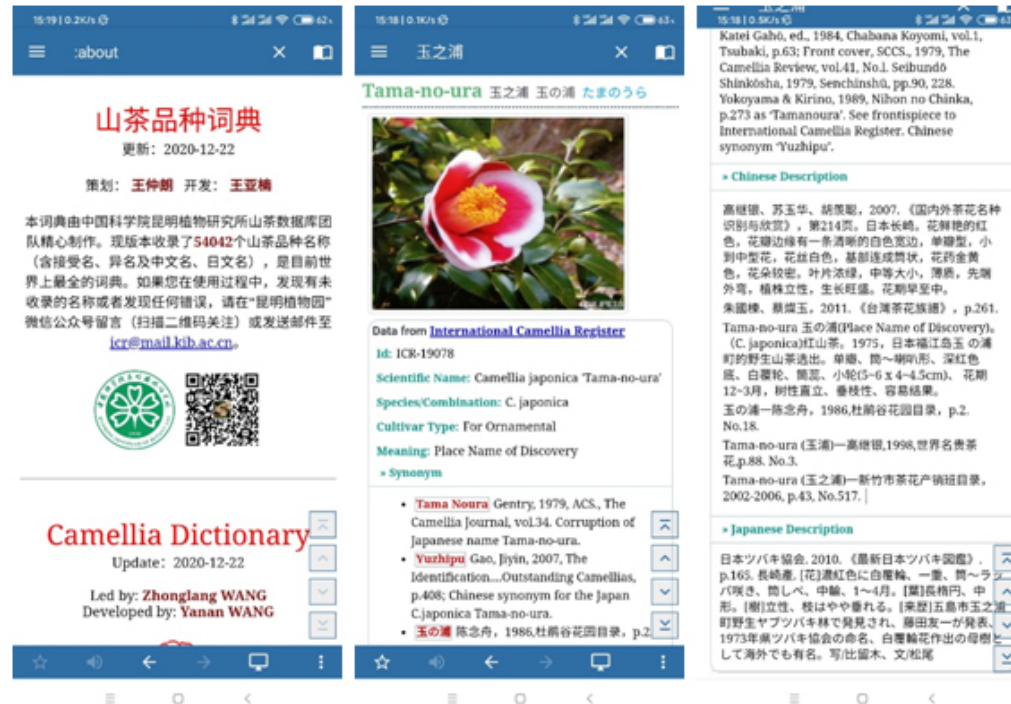 15:19 | 0.2K/s
62
:about
山茶品种词典
更新：2020-12-22
策划： 王仲朗 开发： 王亚楠
本词典由中国科学院昆明植物研究所山茶数据库团
队精心制作。现版本收录了54042个山茶品种名称
（含接受名、异名及中文名、日文名），是目前世
界上最全的词典。如果您在使用过程中，发现有未
收录的名称或者发现任何错误，请在“昆明植物园”
微信公众号留言（扫描二维码关注）或发送邮件至
icr@mail.kib.ac.cn。
Camellia Dictionary
Update: 2020-12-22
Led by: Zhonglang WANG
Developed by: Yanan WANG
15:18 | 0.1K/s
63
玉之浦
Tama-no-ura 玉之浦 玉の浦 たまのうら
Data from International Camellia Register
Id: ICR-19078
Scientific Name: Camellia japonica 'Tama-no-ura'
Species/Combination: C. japonica
Cultivar Type: For Ornamental
Meaning: Place Name of Discovery
» Synonym
• Tama Noura Gentry, 1979, ACS., The
Camellia Journal, vol.34. Corruption of
Japanese name Tama-no-ura.
• Yuzhipu Gao, Jiyin, 2007, The
Identification....Outstanding Camellias,
p.408; Chinese synonym for the Japan
C.japonica Tama-no-ura.
• 玉の浦 陈念舟，1986,杜鹃谷花园目录，p.2
15:18 | 0.5K/s
63
玉之浦
Katei Gahō, ed., 1984, Chabana Koyomi, vol.1,
Tsubaki, p.63; Front cover, SCCS., 1979, The
Camellia Review, vol.41, No.l. Seibundō
Shinkōsha, 1979, Senchinshū, pp.90, 228.
Yokoyama & Kirino, 1989, Nihon no Chinka,
p.273 as ‘Tamanoura’. See frontispiece to
International Camellia Register. Chinese
synonym ‘Yuzhipu’.
» Chinese Description
高继银、苏玉华、胡羡聪，2007.《国内外茶花名种
识别与欣赏》，第214页。日本长崎。花鲜艳的红
色，花瓣边缘有一条清晰的白色宽边，单瓣型，小
到中型花，花丝白色，基部连成筒状，花药金黄
色，花朵较密。叶片浓绿，中等大小，薄质，先端
外弯，植株立性，生长旺盛。花期早至中。
朱國棟、蔡燦玉，2011.《台灣茶花族譜》，p.261.
Tama-no-ura 玉の浦(Place Name of Discovery)。
（C. japonica)红山茶。1975，日本福江岛玉 の浦
町的野生山茶选出。单瓣、筒～喇叭形、深红色
底、白覆轮、筒蕊、小轮(5~6 x 4~4.5cm)、 花期
12~3月，树性直立、垂枝性、容易结果。
玉の浦一陈念舟，1986,杜鹃谷花园目录，p.2.
No.18.
Tama-no-ura (玉浦)一高继银,1998,世界名贵茶
花,p.88. No.3.
Tama-no-ura (玉之浦)一新竹市茶花产销班目录，
2002-2006, p.43, No.517.
» Japanese Description
日本ツバキ協会. 2010. 《最新日本ツバキ図鑑》.
p.165. 長崎產. [花]濃紅色に白覆輪、一重、筒～ラッ
パ咲き、筒しべ、中輪、1～4月。[葉]長楕円、中
形。[樹]立性、枝はやや垂れる。[来歴]五島市玉之浦
町野生ヤブツバキ林で発見され、藤田友一が発表、
1973年県ツバキ協会の命名、白覆輪花作出の母樹と
して海外でも有名。写/比留木、文/松尾